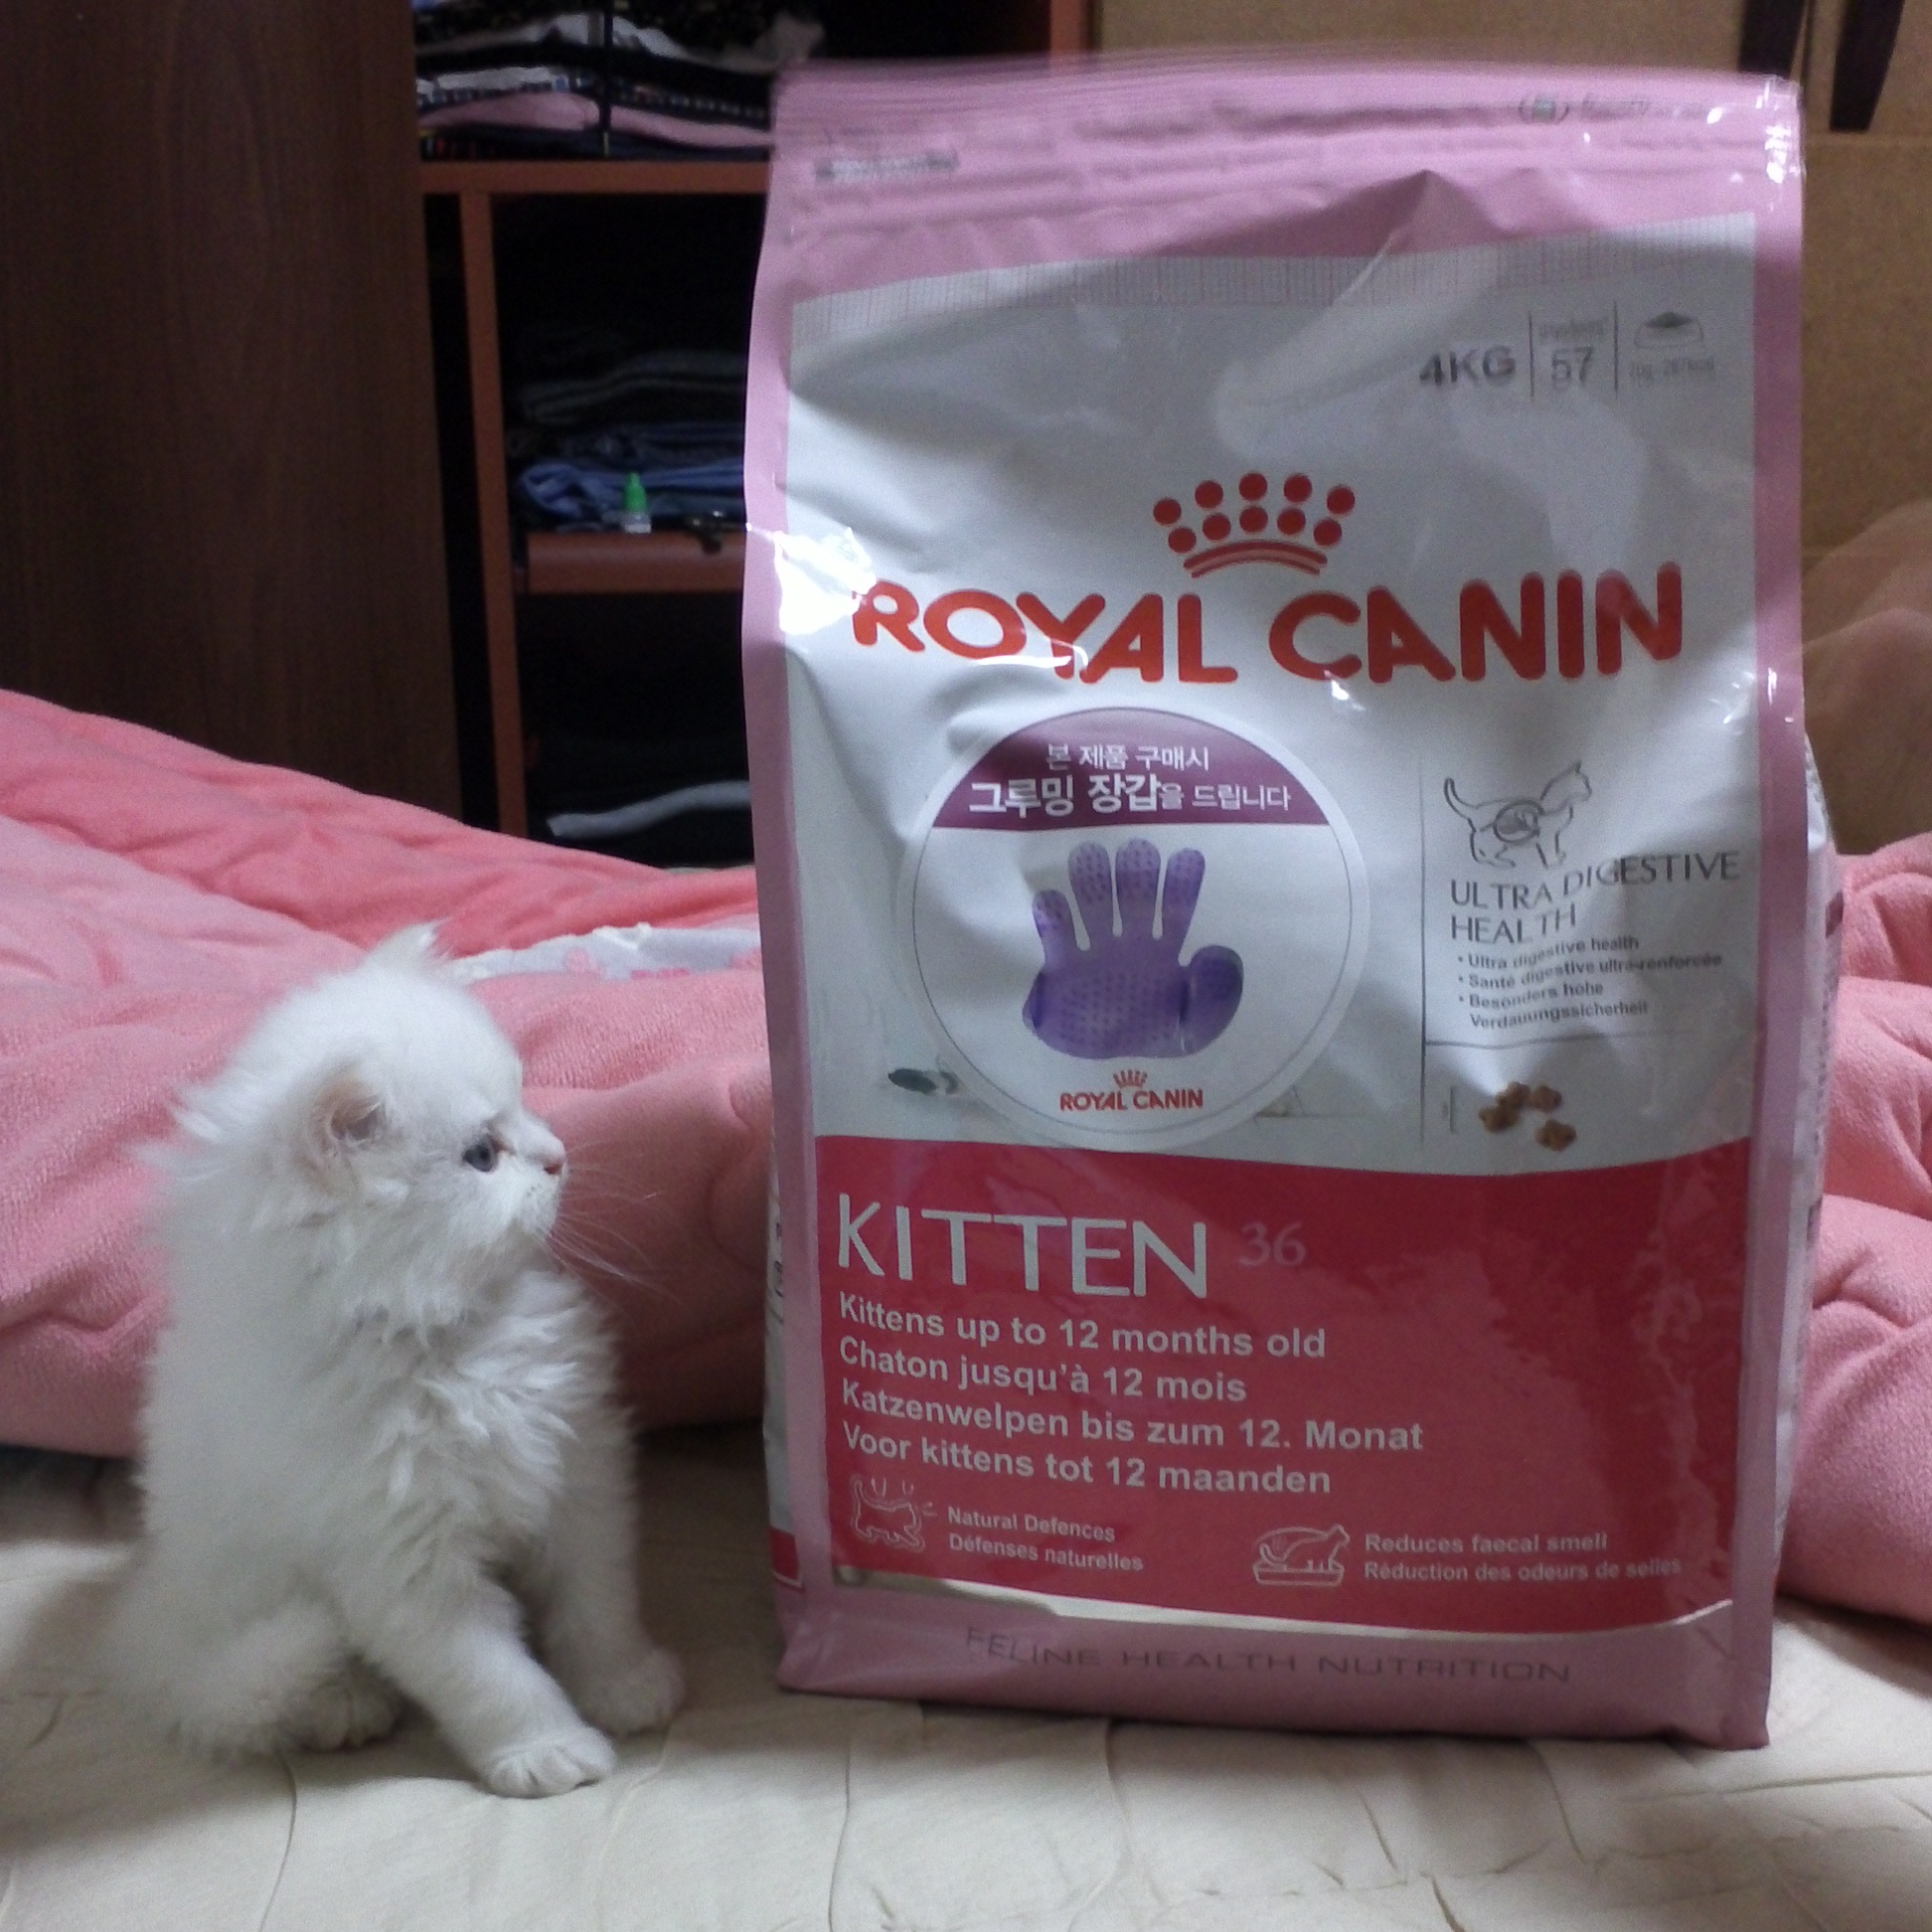 4KG
57
ROYAL CANIN
본 제품 구매시
그루밍 장갑을 드립니다
ROYAL CANIN
ULTRA DIGESTIVE
HEALTH
• Ultra digestive health
• Santé digestive ultra-renforcée
• Besonders hohe
Verdauungssicherheit
KITTEN 36
Kittens up to 12 months old
Chaton jusqu'à 12 mois
Katzenwelpen bis zum 12. Monat
Voor kittens tot 12 maanden
Natural Defences
Défenses naturelles
Reduces faecal smell
Réduction des odeurs de selles
FELINE HEALTH NUTRITION